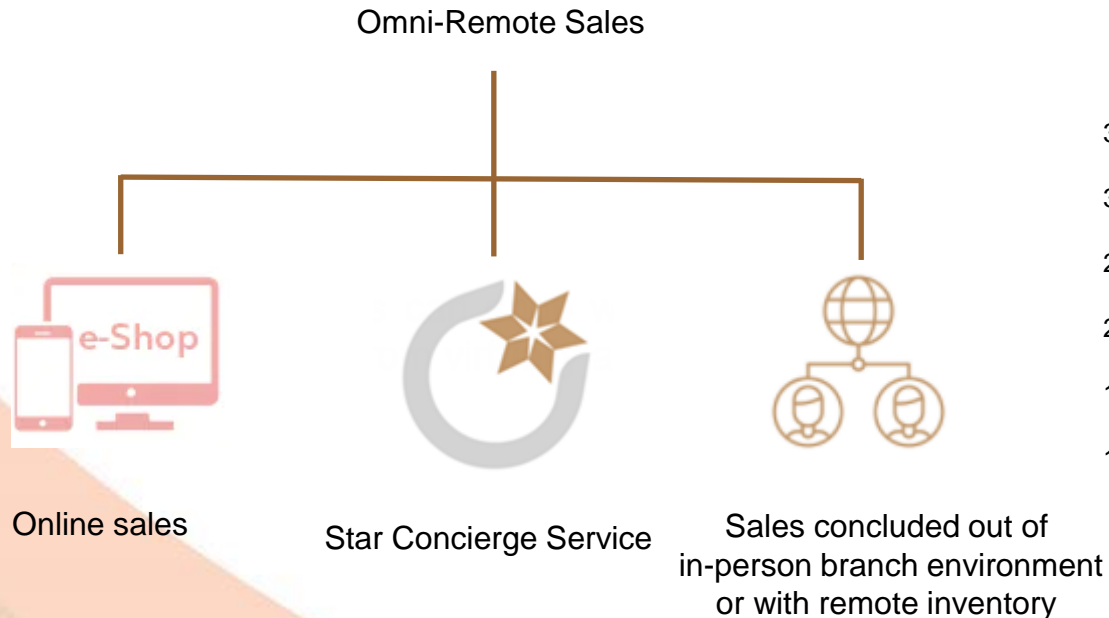 Omni-Remote Sales
e-Shop
Online sales
Star Concierge Service
Sales concluded out of
in-person branch environment
or with remote inventory